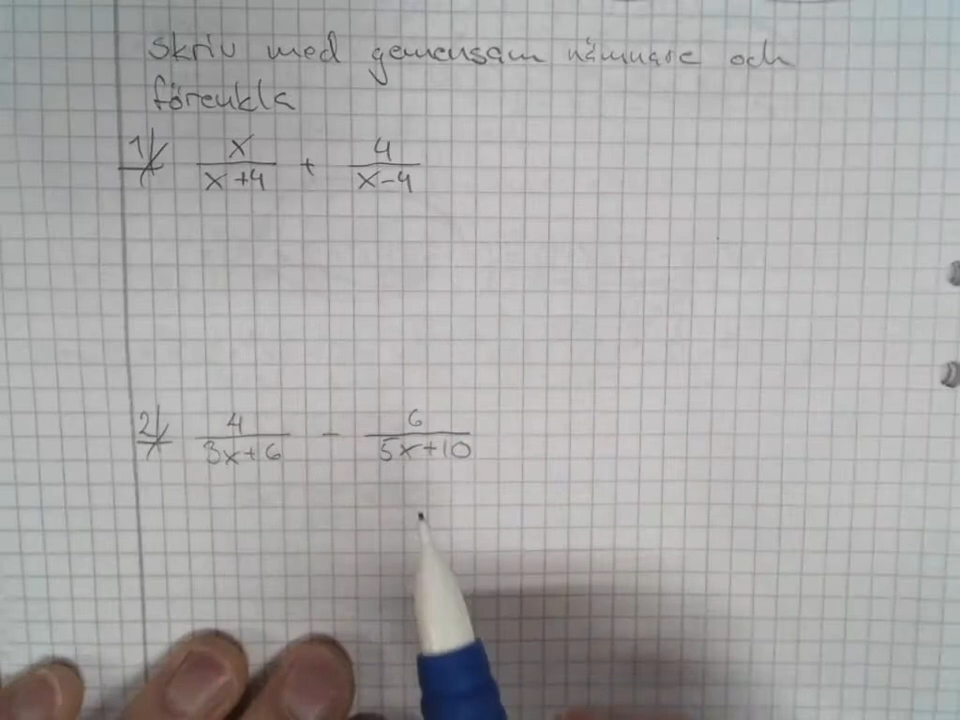 Skriv med gemensam nämnare och
förenkla
1/ x/(x+4) + 4/(x-4)
2/ 4/(3x+6) - 6/(5x+10)